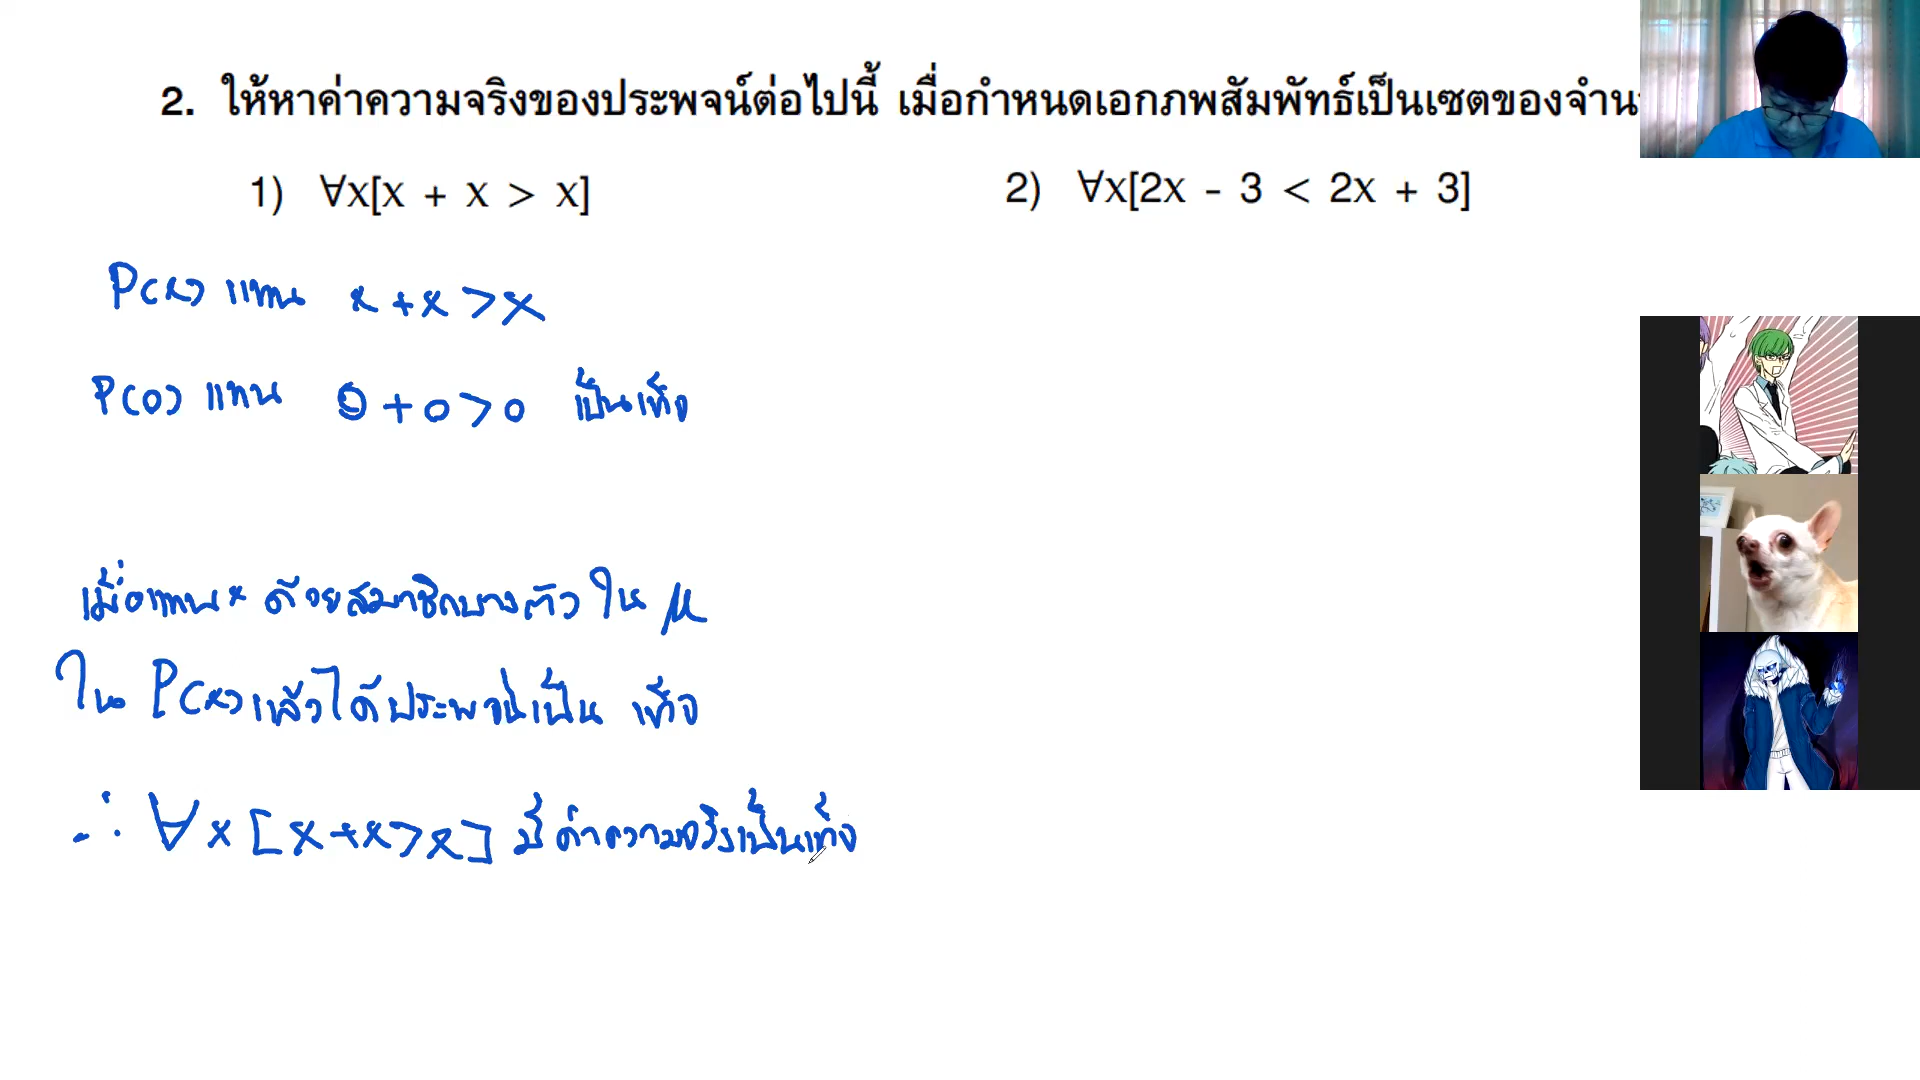 2. ให้หาค่าความจริงของประพจน์ต่อไปนี้ เมื่อกำหนดเอกภพสัมพัทธ์เป็นเซตของจำน
1) ∀x[x + x > x]
2) ∀x[2x - 3 < 2x + 3]
P(x) แทน x + x > x
P(0) แทน 0 + 0 > 0 เป็นเท็จ
เมื่อแทน x ด้วยสมาชิกบางตัว ใน μ
ใน P(x) แล้วได้ประพจน์เป็น เท็จ
∴ ∀x [x + x > x] มีค่าความจริงเป็นเท็จ